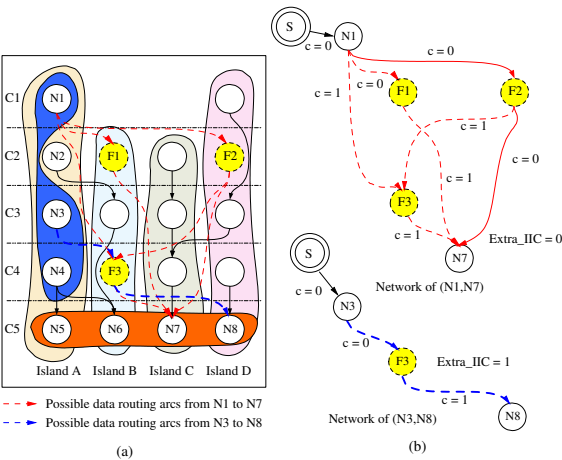 C1
C2
C3
C4
C5
N1
N2
F1
F2
N3
N4
F3
N5
N6
N7
N8
Island A
Island B
Island C
Island D
Possible data routing arcs from N1 to N7
Possible data routing arcs from N3 to N8
(a)
S
N1
c = 0
c = 0
c = 1
c = 0
F1
F2
c = 1
c = 0
c = 1
F3
c = 1
N7
Extra_IIC = 0
Network of (N1,N7)
S
c = 0
N3
c = 0
F3
Extra_IIC = 1
c = 1
N8
Network of (N3,N8)
(b)